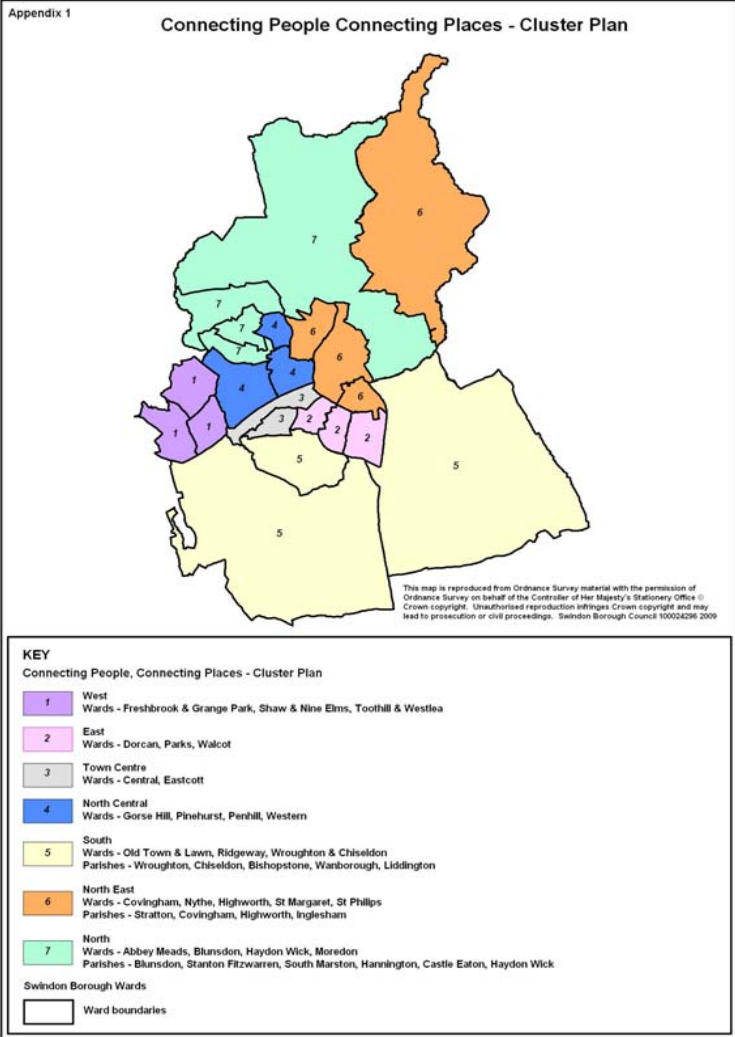 Appendix 1
Connecting People Connecting Places - Cluster Plan
6
7
7
7
4
6
7
6
4
1
4
6
3
3
2
1
1
2
2
5
5
5
This map is reproduced from Ordnance Survey material with the permission of
Ordnance Survey on behalf of the Controller of Her Majesty's Stationery Office ©
Crown copyright. Unauthorised reproduction infringes Crown copyright and may
lead to prosecution or civil proceedings. Swindon Borough Council 100024296 2009
KEY
Connecting People, Connecting Places - Cluster Plan
1
West
Wards - Freshbrook & Grange Park, Shaw & Nine Elms, Toothill & Westlea
2
East
Wards - Dorcan, Parks, Walcot
3
Town Centre
Wards - Central, Eastcott
4
North Central
Wards - Gorse Hill, Pinehurst, Penhill, Western
5
South
Wards - Old Town & Lawn, Ridgeway, Wroughton & Chiseldon
Parishes - Wroughton, Chiseldon, Bishopstone, Wanborough, Liddington
6
North East
Wards - Covingham, Nythe, Highworth, St Margaret, St Philips
Parishes - Stratton, Covingham, Highworth, Inglesham
7
North
Wards - Abbey Meads, Blunsdon, Haydon Wick, Moredon
Parishes - Blunsdon, Stanton Fitzwarren, South Marston, Hannington, Castle Eaton, Haydon Wick
Swindon Borough Wards
Ward boundaries